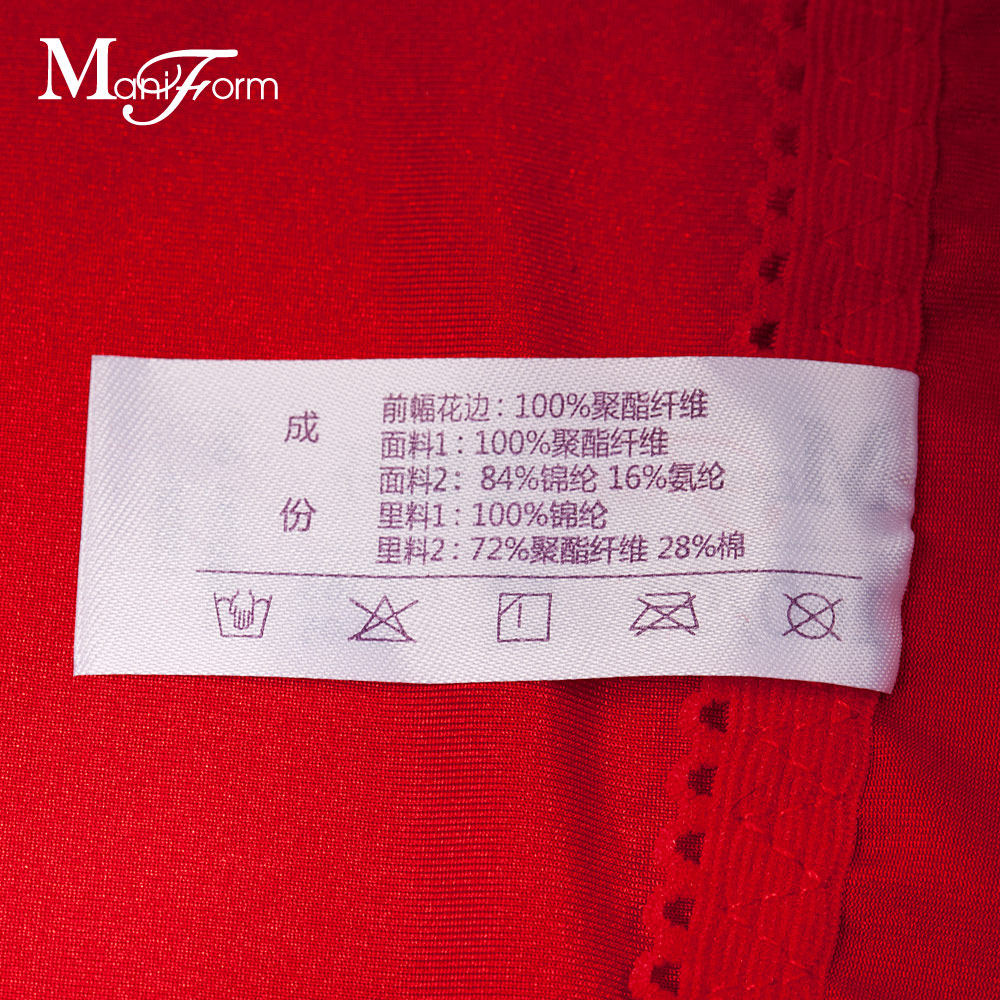 ManiForm
成份
前幅花边：100%聚酯纤维
面料1：100%聚酯纤维
面料2：84%锦纶 16%氨纶
里料1：100%锦纶
里料2：72%聚酯纤维 28%棉